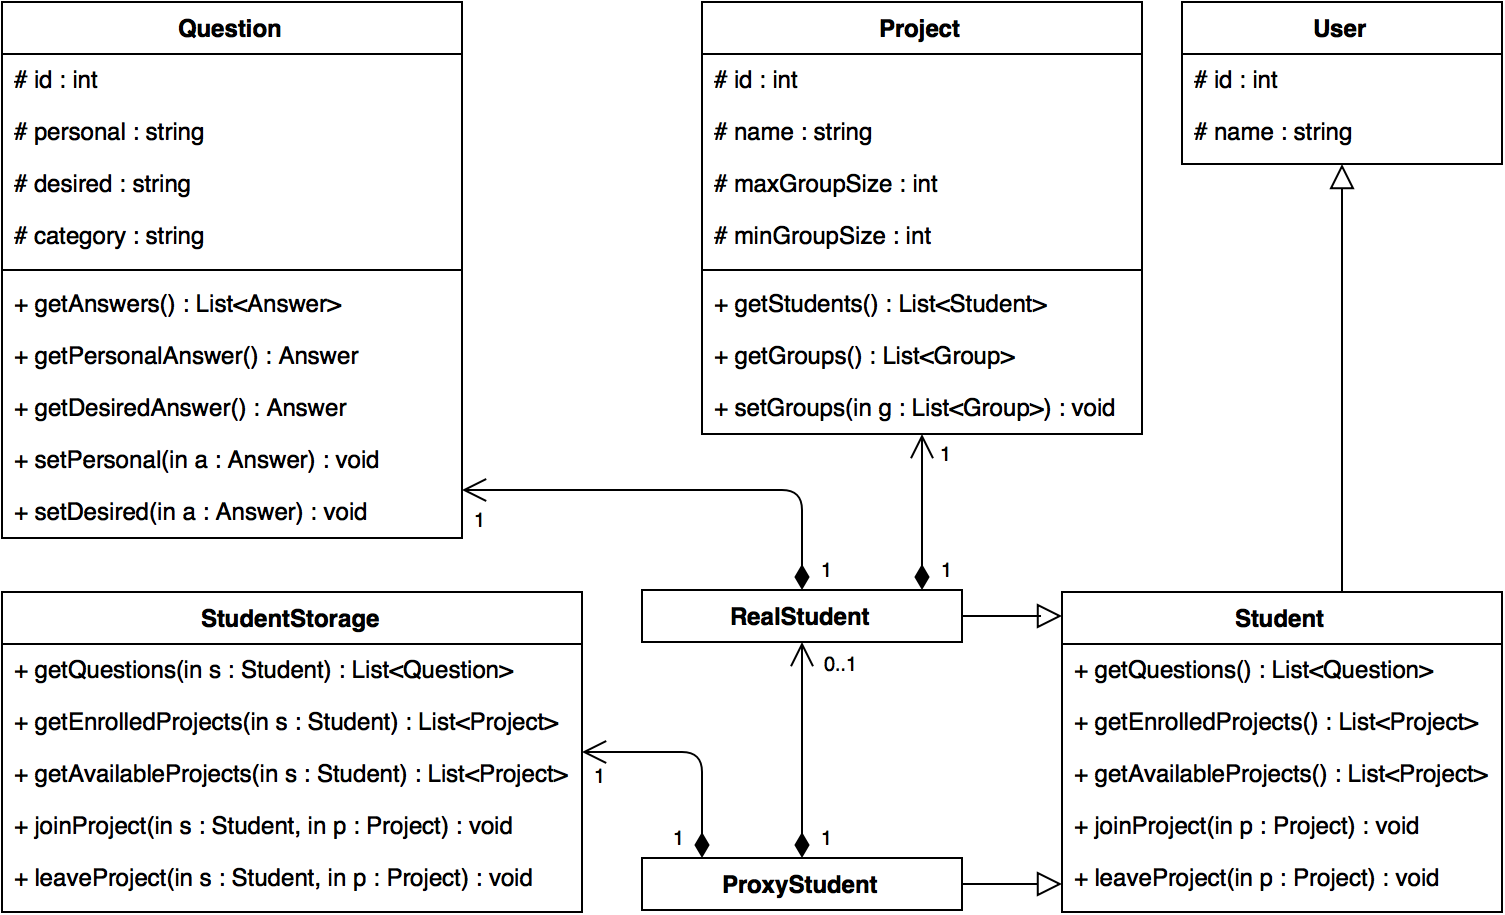 Question
# id : int
# personal : string
# desired : string
# category : string
+ getAnswers() : List<Answer>
+ getPersonalAnswer() : Answer
+ getDesiredAnswer() : Answer
+ setPersonal(in a : Answer) : void
+ setDesired(in a : Answer) : void
Project
# id : int
# name : string
# maxGroupSize : int
# minGroupSize : int
+ getStudents() : List<Student>
+ getGroups() : List<Group>
+ setGroups(in g : List<Group>) : void
User
# id : int
# name : string
1
1
1
1
RealStudent
0..1
StudentStorage
+ getQuestions(in s : Student) : List<Question>
+ getEnrolledProjects(in s : Student) : List<Project>
+ getAvailableProjects(in s : Student) : List<Project>
+ joinProject(in s : Student, in p : Project) : void
+ leaveProject(in s : Student, in p : Project) : void
1
1
1
ProxyStudent
Student
+ getQuestions() : List<Question>
+ getEnrolledProjects() : List<Project>
+ getAvailableProjects() : List<Project>
+ joinProject(in p : Project) : void
+ leaveProject(in p : Project) : void